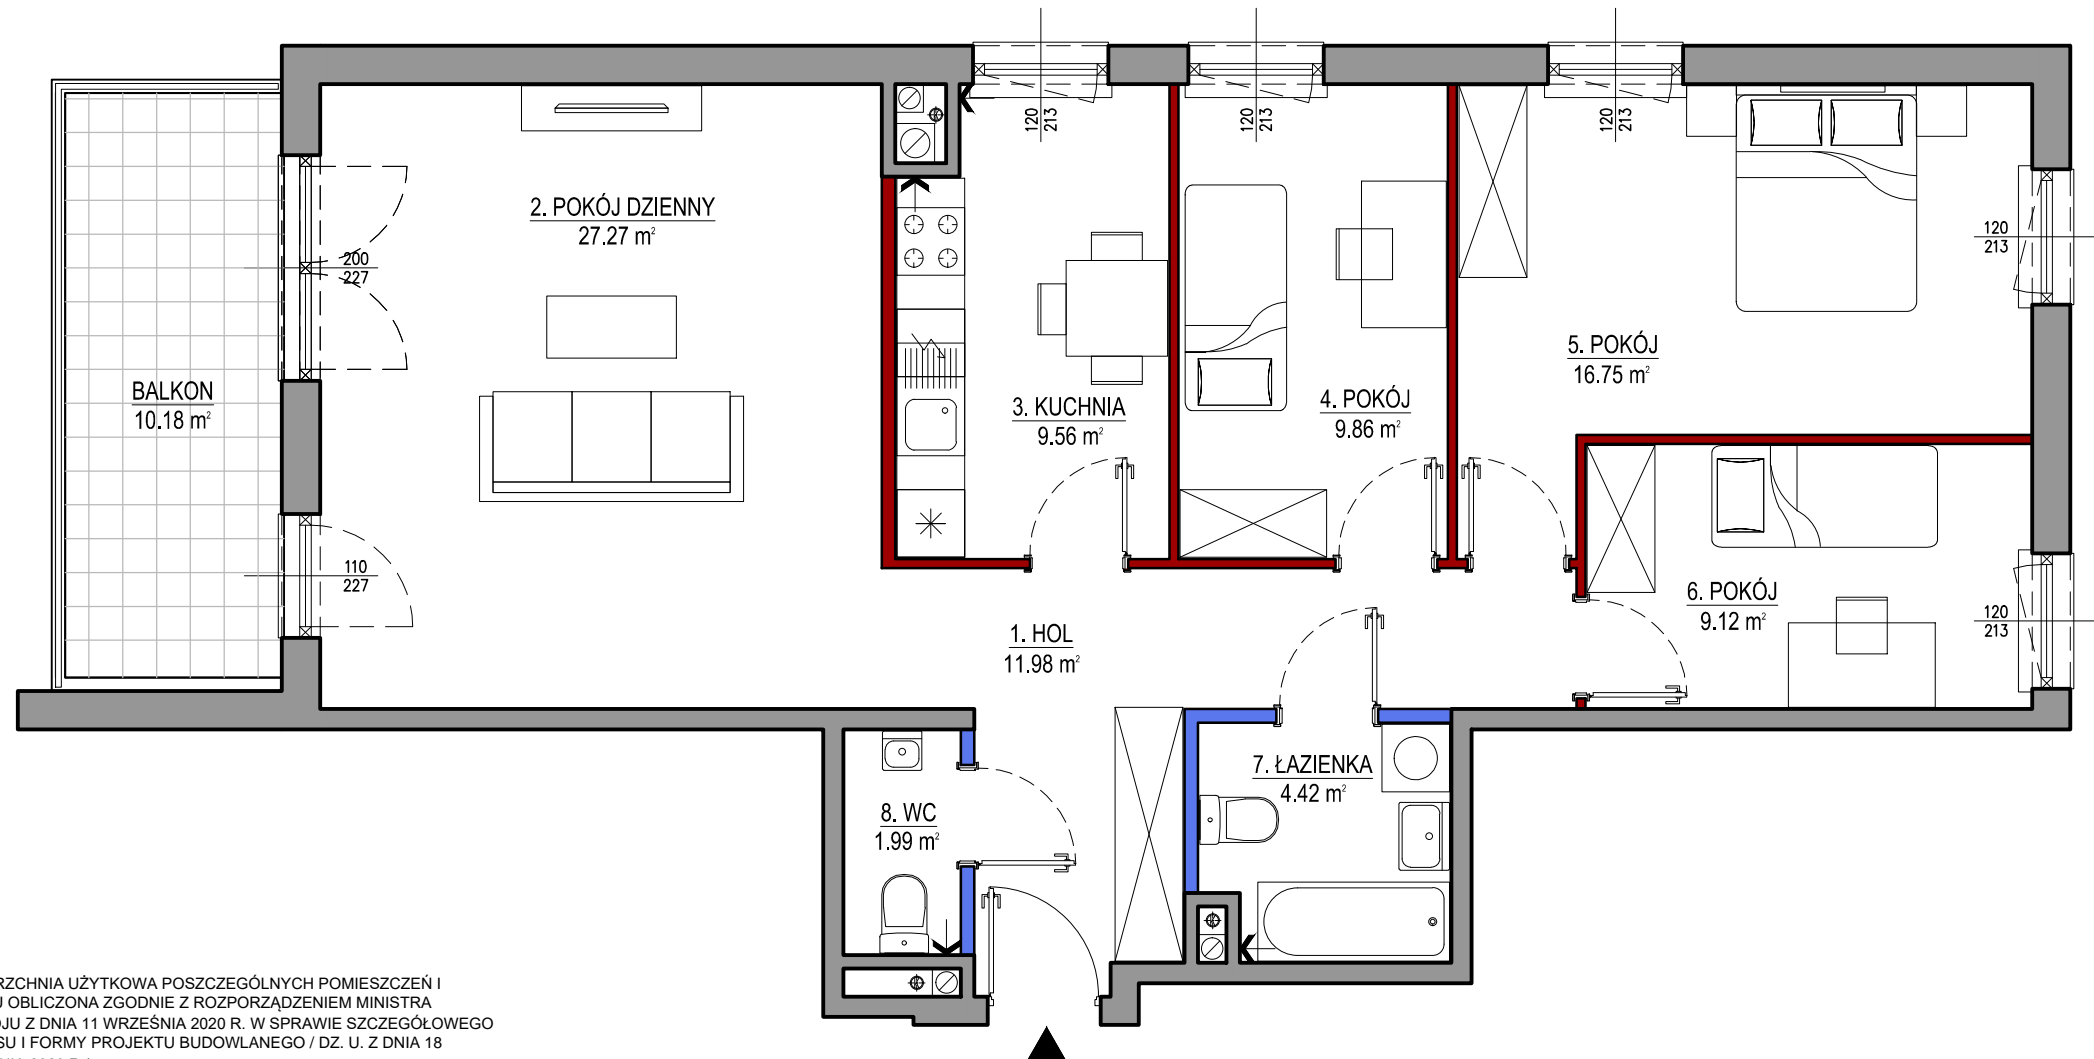 120
213
120
213
120
213
2. POKÓJ DZIENNY
27.27 m²
200
227
120
213
5. POKÓJ
16.75 m²
BALKON
10.18 m²
3. KUCHNIA
9.56 m²
4. POKÓJ
9.86 m²
110
227
6. POKÓJ
9.12 m²
120
213
1. HOL
11.98 m²
7. ŁAZIENKA
4.42 m²
8. WC
1.99 m²
RZCHNIA UŻYTKOWA POSZCZEGÓLNYCH POMIESZCZEŃ I
OBLICZONA ZGODNIE Z ROZPORZĄDZENIEM MINISTRA
OJU Z DNIA 11 WRZEŚNIA 2020 R. W SPRAWIE SZCZEGÓŁOWEGO
SU I FORMY PROJEKTU BUDOWLANEGO / DZ. U. Z DNIA 18